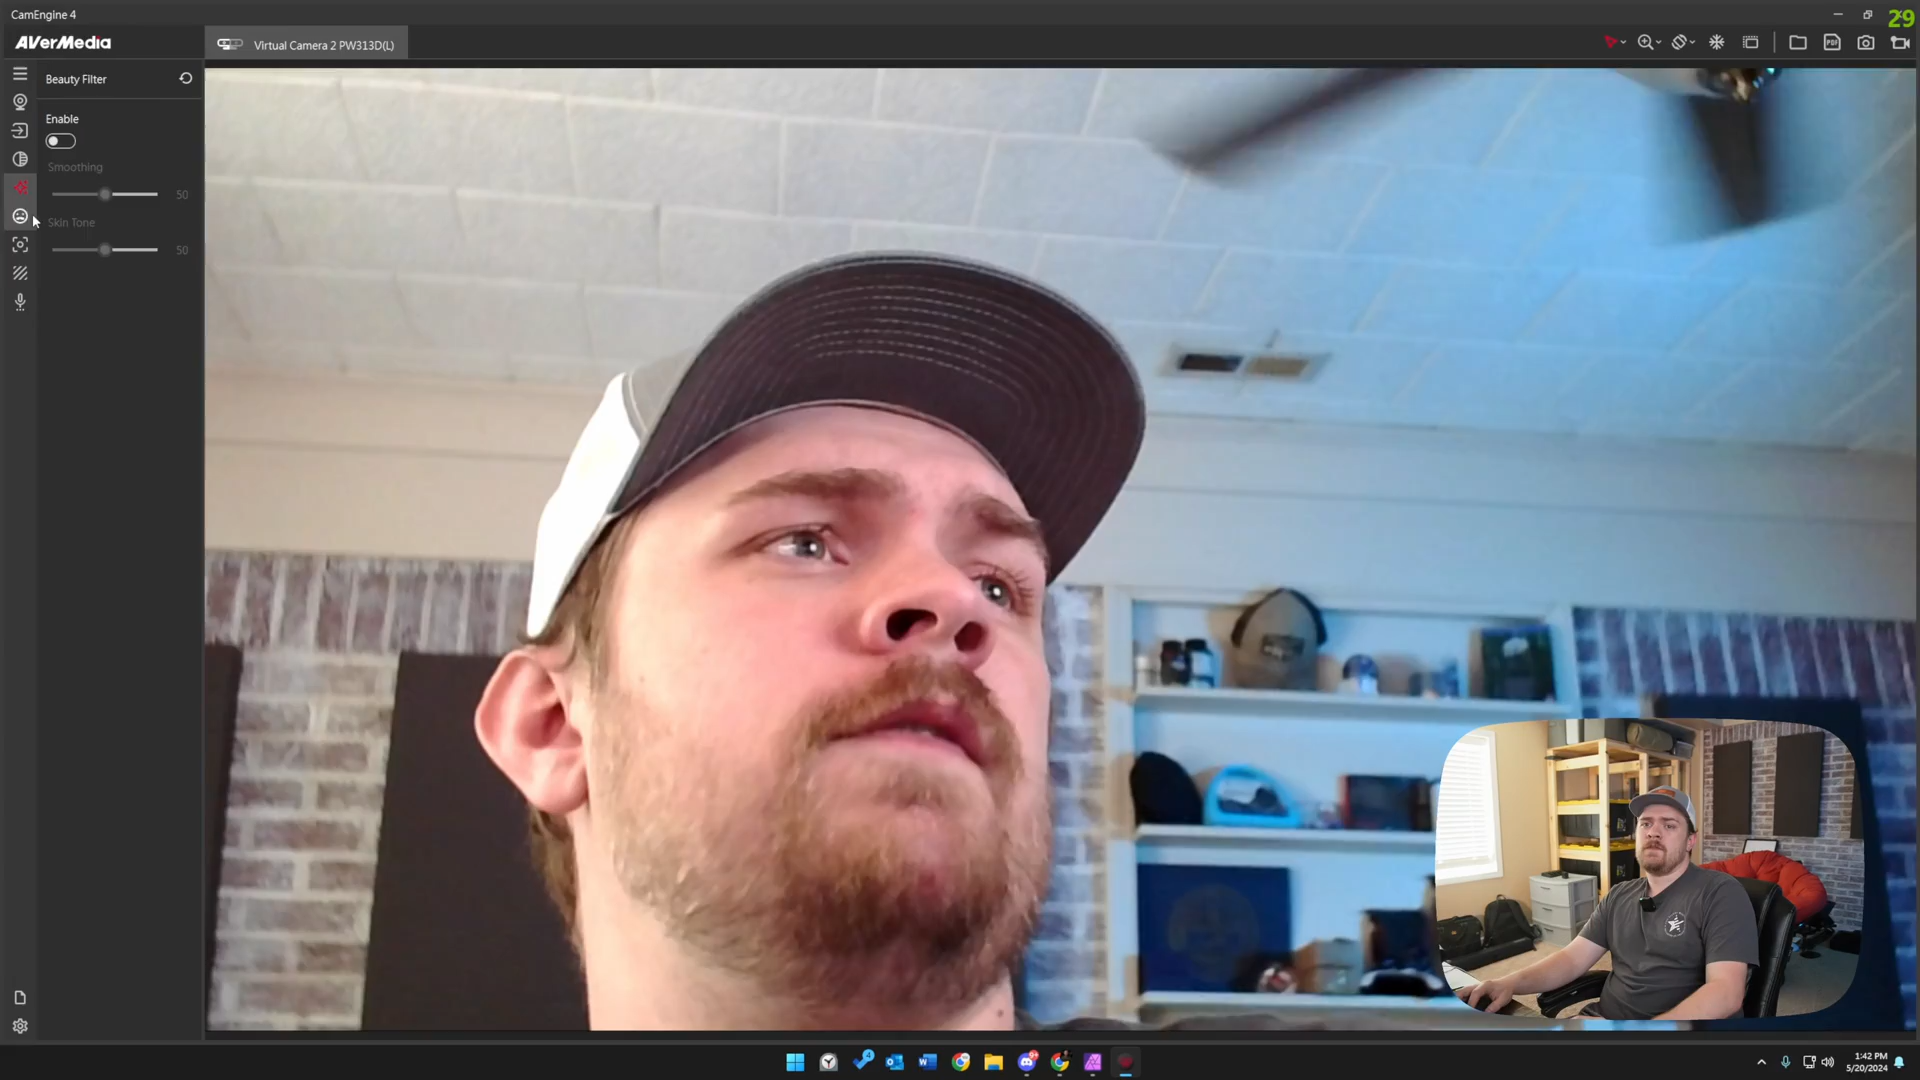 CamEngine 4
29
AVerMedia
Virtual Camera 2 PW313D(L)
Beauty Filter
Enable
Smoothing
50
Skin Tone
50
1:42 PM
5/20/2024